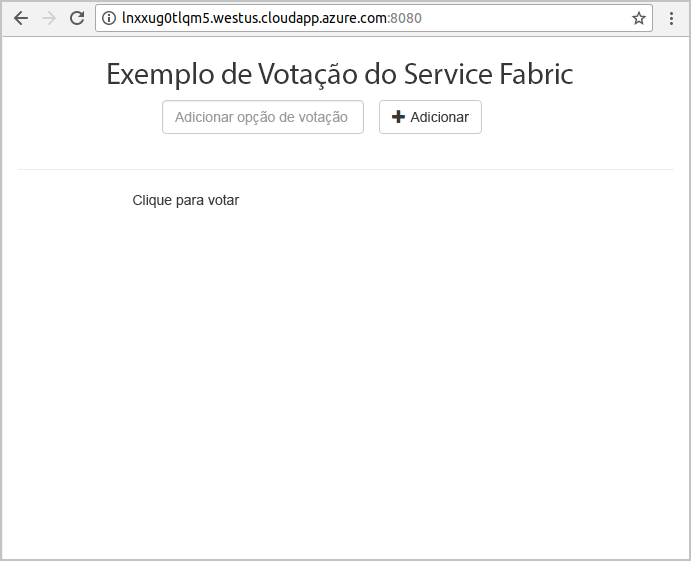 lnxxug0tlqm5.westus.cloudapp.azure.com:8080
Exemplo de Votação do Service Fabric
Adicionar opção de votação
Adicionar
Clique para votar